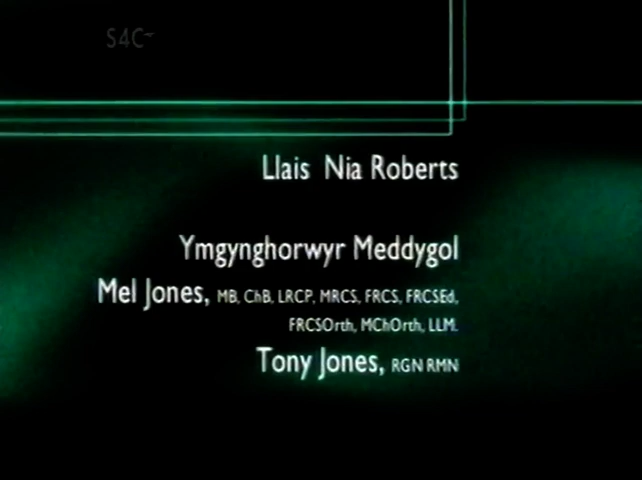 S4C
Llais Nia Roberts
Ymgynghorwyr Meddygol
Mel Jones, MB, ChB, LRCP, MRCS, FRCS, FRCSEd,
FRCSOrth, MChOrth, LLM.
Tony Jones, RGN RMN